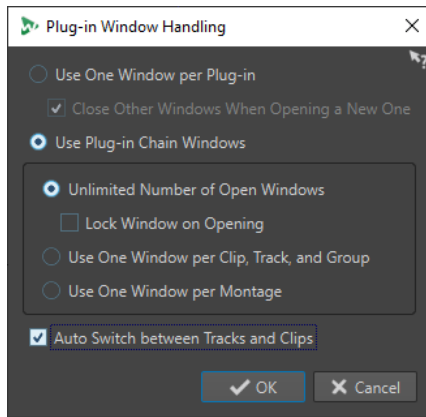 Plug-in Window Handling
Use One Window per Plug-in
Close Other Windows When Opening a New One
Use Plug-in Chain Windows
Unlimited Number of Open Windows
Lock Window on Opening
Use One Window per Clip, Track, and Group
Use One Window per Montage
Auto Switch between Tracks and Clips
OK Cancel